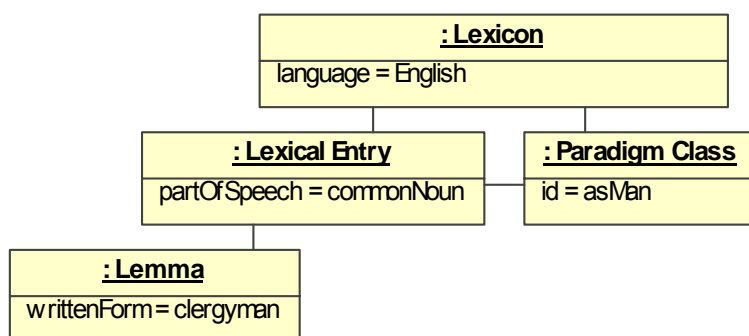 : Lexicon
language = English
: Lexical Entry
partOfSpeech = commonNoun
: Paradigm Class
id = asMan
: Lemma
writtenForm = clergyman